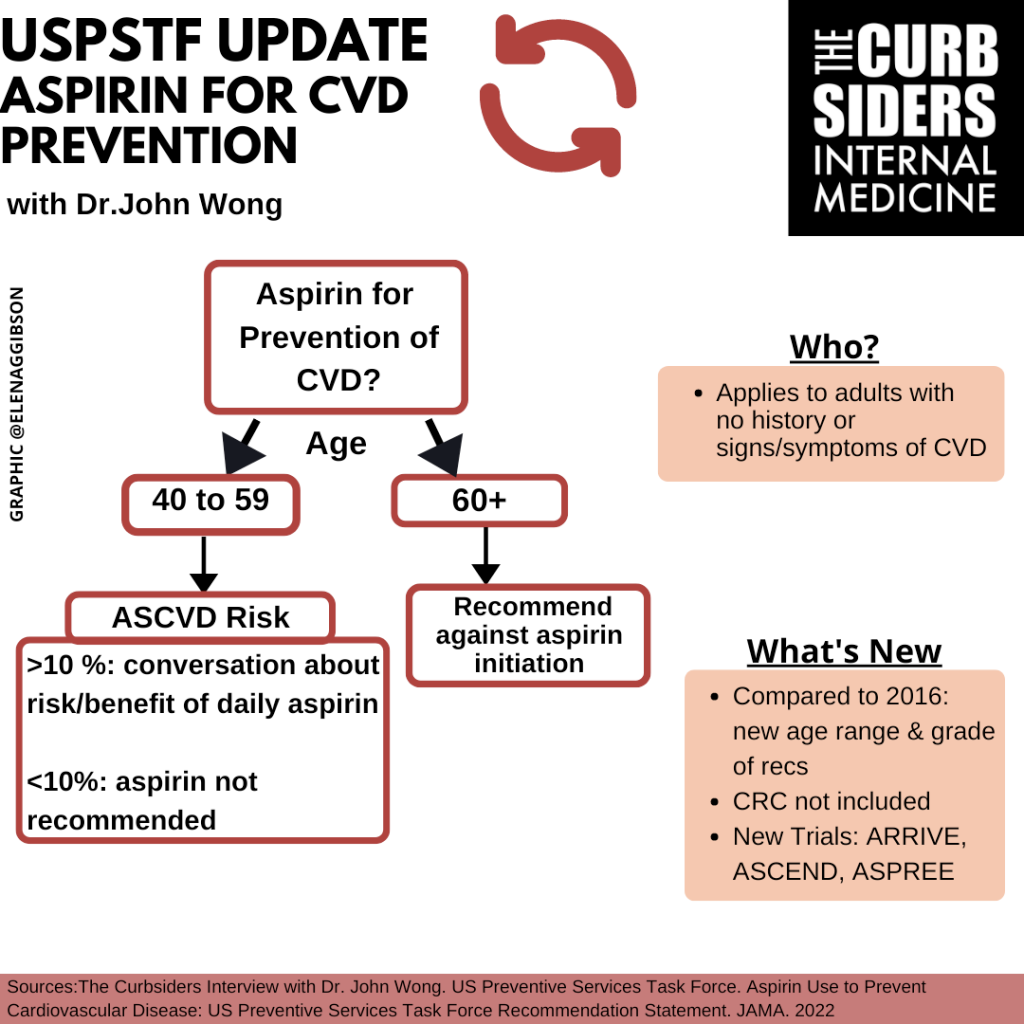 USPSTF UPDATE
ASPIRIN FOR CVD
PREVENTION
with Dr.John Wong
THE CURB
SIDERS
INTERNAL
MEDICINE
GRAPHIC @ELENAGGIBSON
Aspirin for
Prevention of
CVD?
Age
40 to 59
60+
ASCVD Risk
>10 %: conversation about
risk/benefit of daily aspirin
<10%: aspirin not
recommended
Recommend
against aspirin
initiation
Who?
• Applies to adults with
no history or
signs/symptoms of CVD
What's New
• Compared to 2016:
new age range & grade
of recs
• CRC not included
• New Trials: ARRIVE,
ASCEND, ASPREE
Sources:The Curbsiders Interview with Dr. John Wong. US Preventive Services Task Force. Aspirin Use to Prevent
Cardiovascular Disease: US Preventive Services Task Force Recommendation Statement. JAMA. 2022